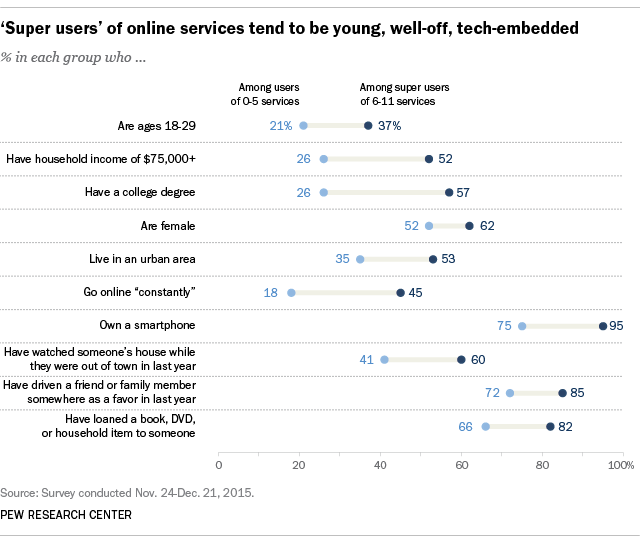 ‘Super users’ of online services tend to be young, well-off, tech-embedded
% in each group who ...
Among users
of 0-5 services
Among super users
of 6-11 services
Are ages 18-29 21% 37%
Have household income of $75,000+ 26 52
Have a college degree 26 57
Are female 52 62
Live in an urban area 35 53
Go online “constantly” 18 45
Own a smartphone 75 95
Have watched someone’s house while
they were out of town in last year 41 60
Have driven a friend or family member
somewhere as a favor in last year 72 85
Have loaned a book, DVD,
or household item to someone 66 82
0 20 40 60 80 100%
Source: Survey conducted Nov. 24-Dec. 21, 2015.
PEW RESEARCH CENTER